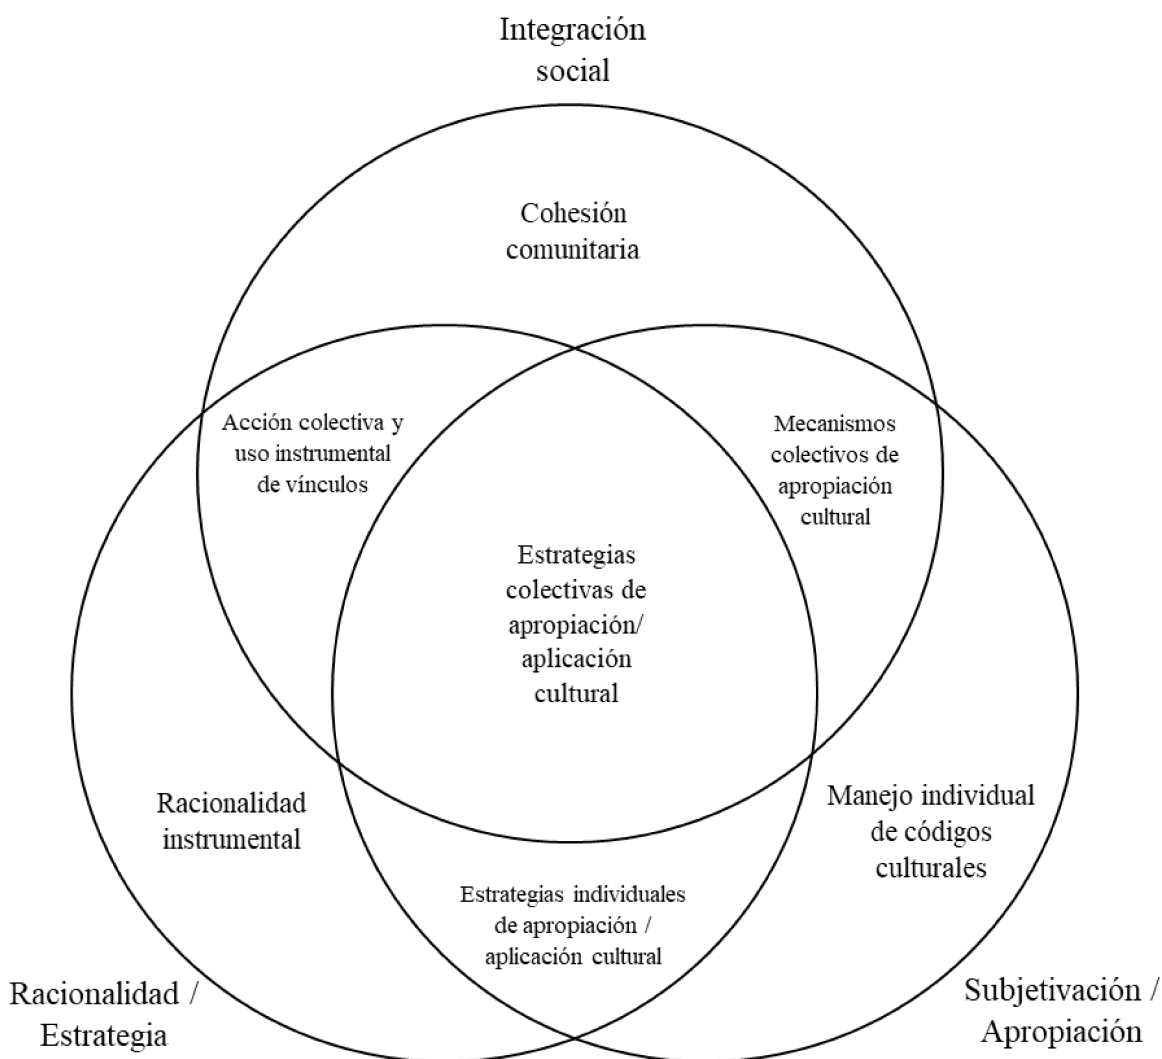 Integración
social
Cohesión
comunitaria
Acción colectiva y
uso instrumental
de vínculos
Mecanismos
colectivos de
apropiación
cultural
Estrategias
colectivas de
apropiación/
aplicación
cultural
Racionalidad
instrumental
Manejo individual
de códigos
culturales
Estrategias individuales
de apropiación /
aplicación cultural
Racionalidad /
Estrategia
Subjetivación /
Apropiación